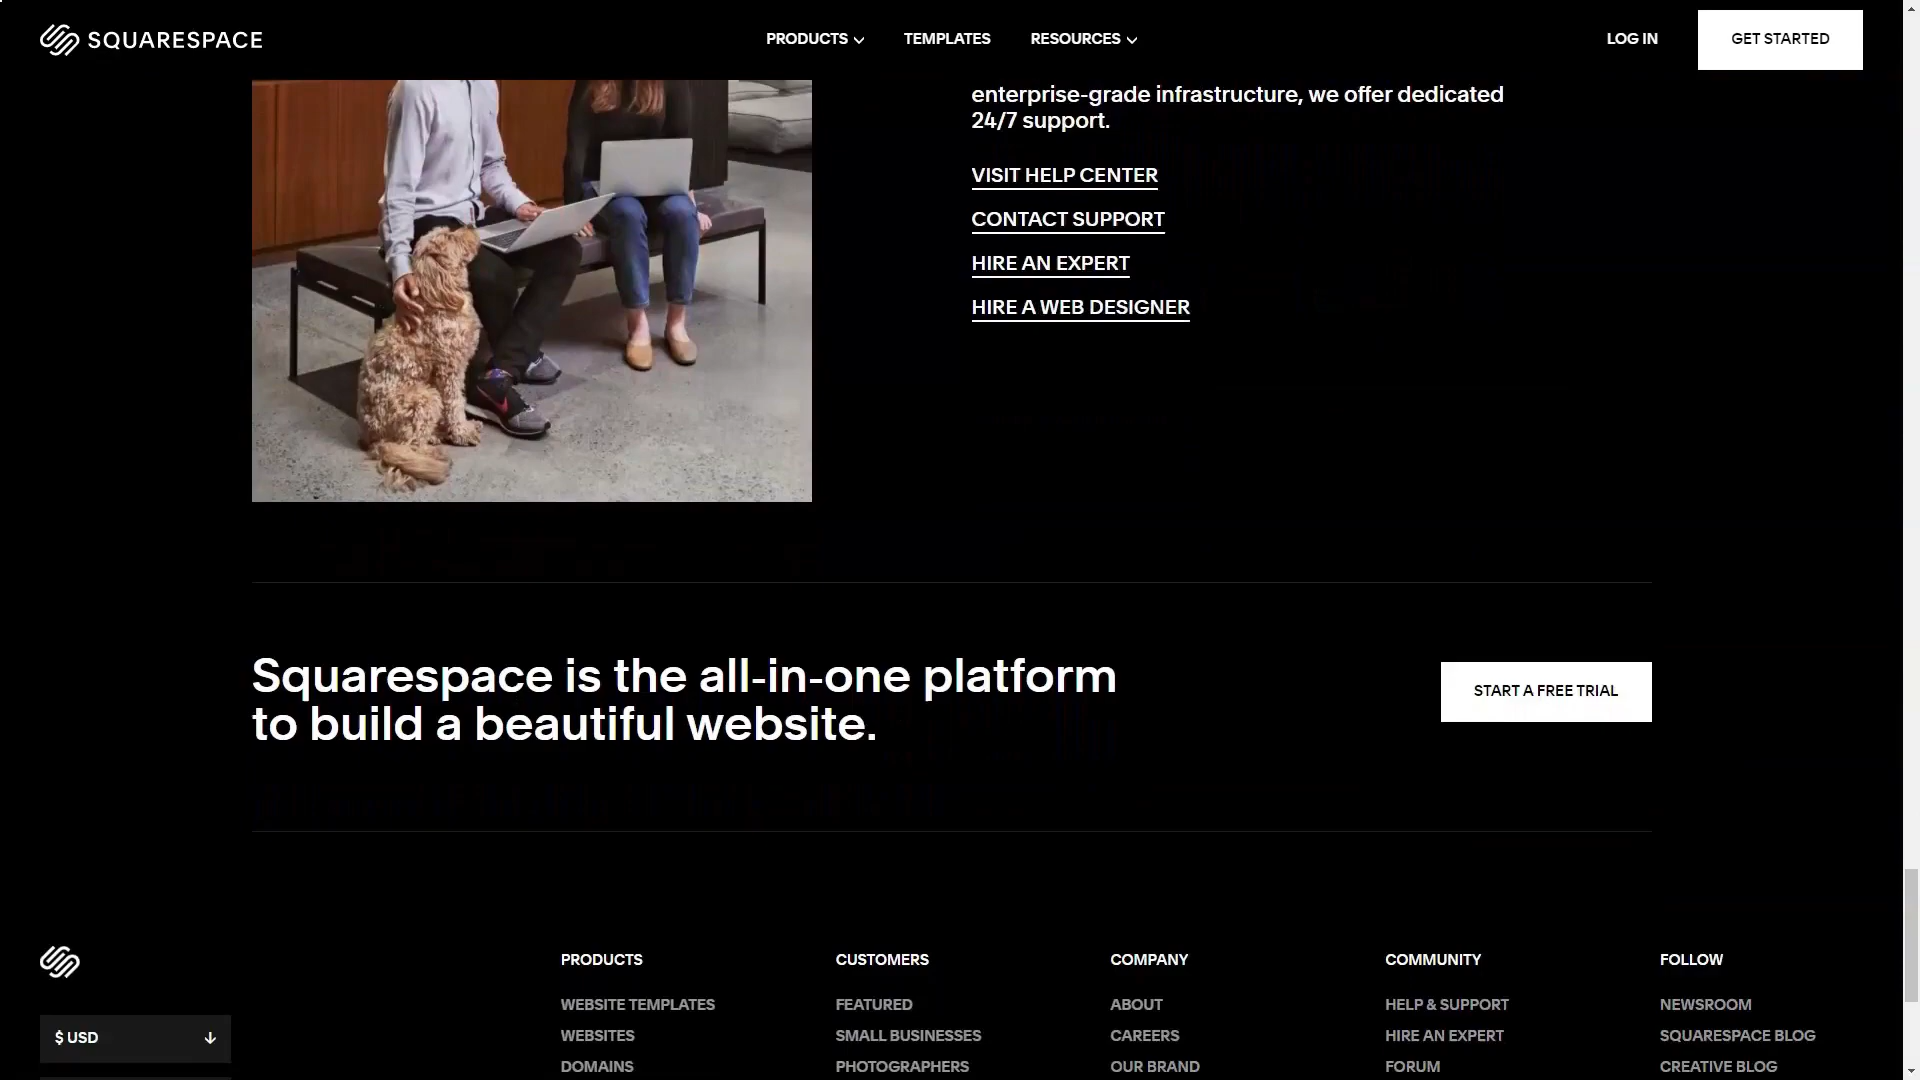 SQUARESPACE
PRODUCTS
TEMPLATES
RESOURCES
LOG IN
GET STARTED
enterprise-grade infrastructure, we offer dedicated
24/7 support.
VISIT HELP CENTER
CONTACT SUPPORT
HIRE AN EXPERT
HIRE A WEB DESIGNER
Squarespace is the all-in-one platform
to build a beautiful website.
START A FREE TRIAL
$ USD
PRODUCTS
WEBSITE TEMPLATES
WEBSITES
DOMAINS
CUSTOMERS
FEATURED
SMALL BUSINESSES
PHOTOGRAPHERS
COMPANY
ABOUT
CAREERS
OUR BRAND
COMMUNITY
HELP & SUPPORT
HIRE AN EXPERT
FORUM
FOLLOW
NEWSROOM
SQUARESPACE BLOG
CREATIVE BLOG